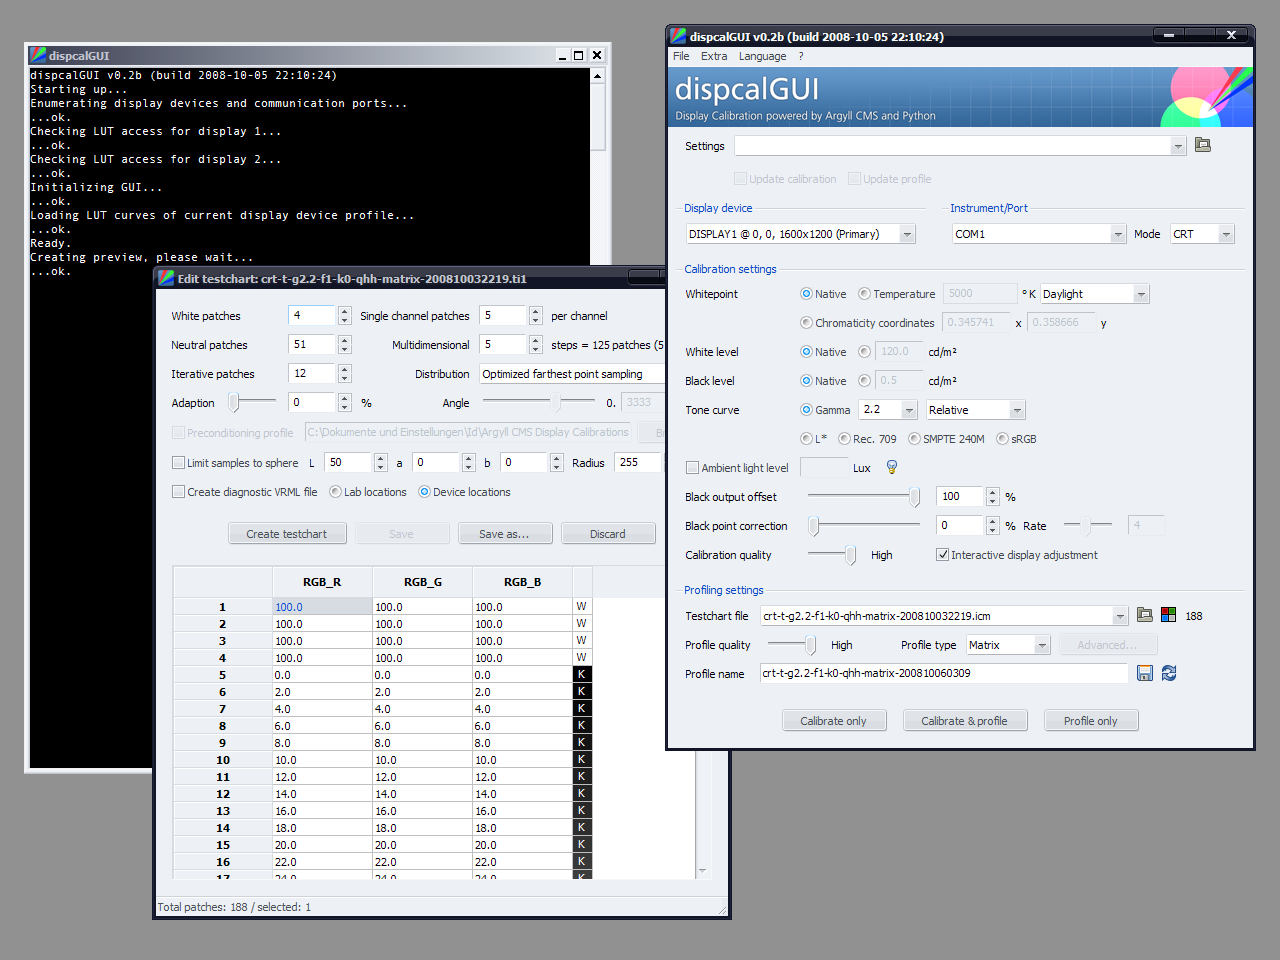 dispcalGUI
dispcalGUI v0.2b (build 2008-10-05 22:10:24)
Starting up...
Enumerating display devices and communication ports...
...ok.
Checking LUT access for display 1...
...ok.
Checking LUT access for display 2...
...ok.
Initializing GUI...
...ok.
Loading LUT curves of current display device profile...
...ok.
Ready.
Creating preview, please wait...
...ok.
Edit testchart: crt-t-g2.2-f1-k0-qhh-matrix-200810032219.ti1
White patches 4 Single channel patches 5 per channel
Neutral patches 51 Multidimensional 5 steps = 125 patches (5
Iterative patches 12 Distribution Optimized farthest point sampling
Adaption 0 % Angle 0. 3333
Preconditioning profile C:\Dokumente und Einstellungen\Id\Argyll CMS Display Calibrations
Limit samples to sphere L 50 a 0 b 0 Radius 255
Create diagnostic VRML file Lab locations Device locations
Create testchart Save Save as... Discard
RGB_R RGB_G RGB_B
1 100.0 100.0 100.0 W
2 100.0 100.0 100.0 W
3 100.0 100.0 100.0 W
4 100.0 100.0 100.0 W
5 0.0 0.0 0.0 K
6 2.0 2.0 2.0 K
7 4.0 4.0 4.0 K
8 6.0 6.0 6.0 K
9 8.0 8.0 8.0 K
10 10.0 10.0 10.0 K
11 12.0 12.0 12.0 K
12 14.0 14.0 14.0 K
13 16.0 16.0 16.0 K
14 18.0 18.0 18.0 K
15 20.0 20.0 20.0 K
16 22.0 22.0 22.0 K
17 24.0 24.0 24.0 K
Total patches: 188 / selected: 1
dispcalGUI v0.2b (build 2008-10-05 22:10:24)
File Extra Language ?
dispcalGUI
Display Calibration powered by Argyll CMS and Python
Settings
Update calibration Update profile
Display device Instrument/Port
DISPLAY1 @ 0, 0, 1600x1200 (Primary) COM1 Mode CRT
Calibration settings
Whitepoint Native Temperature 5000 ° K Daylight
Chromaticity coordinates 0.345741 x 0.358666 y
White level Native 120.0 cd/m²
Black level Native 0.5 cd/m²
Tone curve Gamma 2.2 Relative
L* Rec. 709 SMPTE 240M sRGB
Ambient light level Lux
Black output offset 100 %
Black point correction 0 % Rate 4
Calibration quality High Interactive display adjustment
Profiling settings
Testchart file crt-t-g2.2-f1-k0-qhh-matrix-200810032219.icm 188
Profile quality High Profile type Matrix Advanced...
Profile name crt-t-g2.2-f1-k0-qhh-matrix-200810060309
Calibrate only Calibrate & profile Profile only